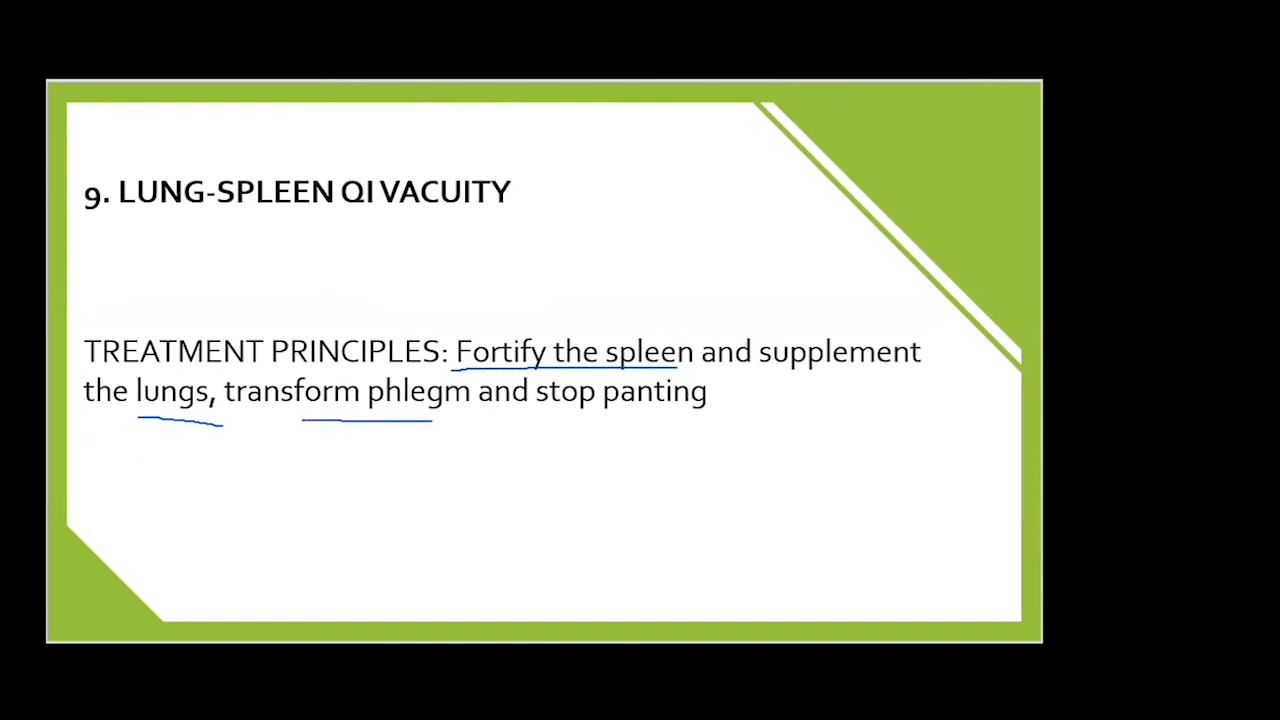 9. LUNG-SPLEEN QI VACUITY
TREATMENT PRINCIPLES: Fortify the spleen and supplement
the lungs, transform phlegm and stop panting